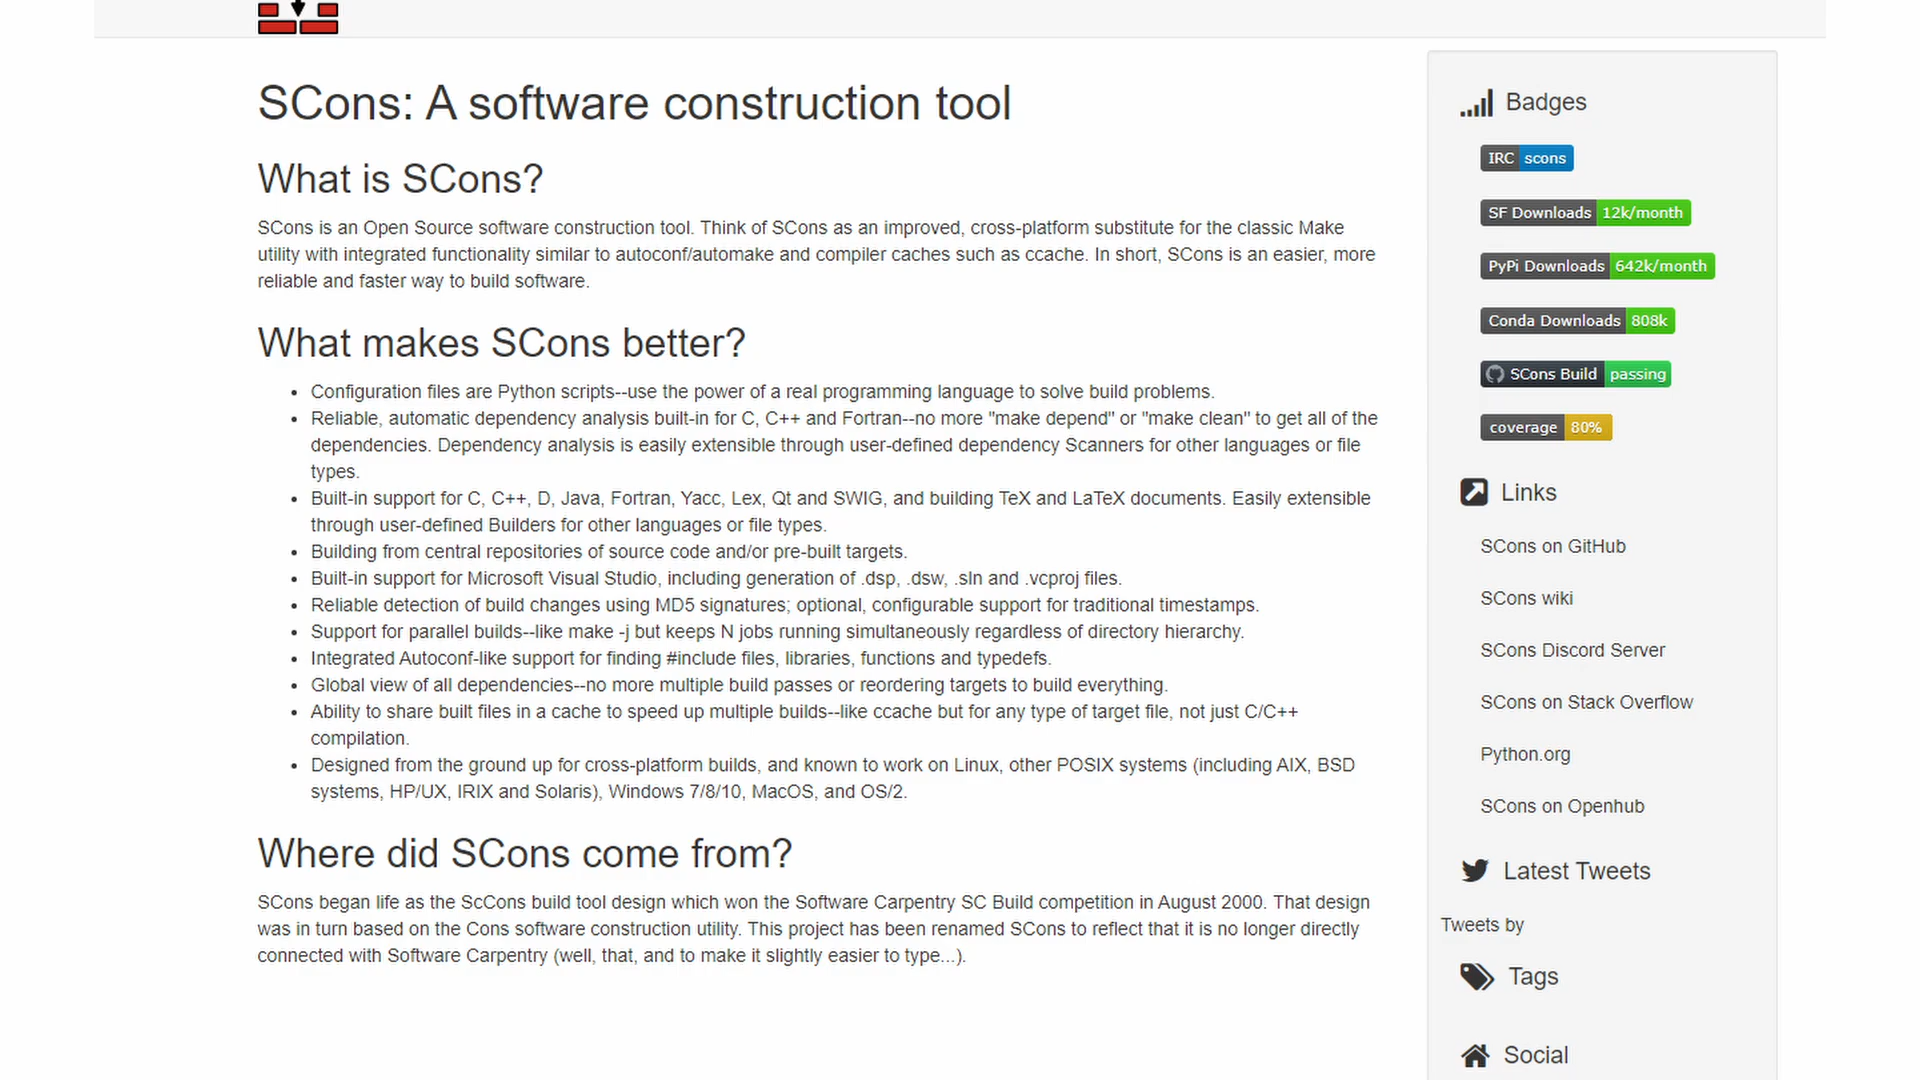 SCons: A software construction tool
What is SCons?
SCons is an Open Source software construction tool. Think of SCons as an improved, cross-platform substitute for the classic Make
utility with integrated functionality similar to autoconf/automake and compiler caches such as ccache. In short, SCons is an easier, more
reliable and faster way to build software.
What makes SCons better?
• Configuration files are Python scripts--use the power of a real programming language to solve build problems.
• Reliable, automatic dependency analysis built-in for C, C++ and Fortran--no more "make depend" or "make clean" to get all of the
dependencies. Dependency analysis is easily extensible through user-defined dependency Scanners for other languages or file
types.
• Built-in support for C, C++, D, Java, Fortran, Yacc, Lex, Qt and SWIG, and building TeX and LaTeX documents. Easily extensible
through user-defined Builders for other languages or file types.
• Building from central repositories of source code and/or pre-built targets.
• Built-in support for Microsoft Visual Studio, including generation of .dsp, .dsw, .sln and .vcproj files.
• Reliable detection of build changes using MD5 signatures; optional, configurable support for traditional timestamps.
• Support for parallel builds--like make -j but keeps N jobs running simultaneously regardless of directory hierarchy.
• Integrated Autoconf-like support for finding #include files, libraries, functions and typedefs.
• Global view of all dependencies--no more multiple build passes or reordering targets to build everything.
• Ability to share built files in a cache to speed up multiple builds--like ccache but for any type of target file, not just C/C++
compilation.
• Designed from the ground up for cross-platform builds, and known to work on Linux, other POSIX systems (including AIX, BSD
systems, HP/UX, IRIX and Solaris), Windows 7/8/10, MacOS, and OS/2.
Where did SCons come from?
SCons began life as the ScCons build tool design which won the Software Carpentry SC Build competition in August 2000. That design
was in turn based on the Cons software construction utility. This project has been renamed SCons to reflect that it is no longer directly
connected with Software Carpentry (well, that, and to make it slightly easier to type...).
Badges
IRC scons
SF Downloads 12k/month
PyPi Downloads 642k/month
Conda Downloads 808k
SCons Build passing
coverage 80%
Links
SCons on GitHub
SCons wiki
SCons Discord Server
SCons on Stack Overflow
Python.org
SCons on Openhub
Latest Tweets
Tweets by
Tags
Social